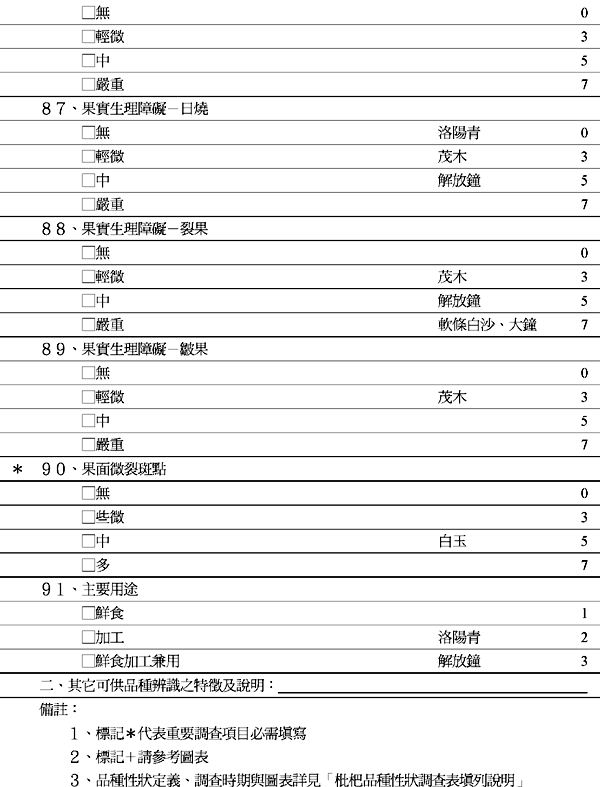 □無 0
□輕微 3
□中 5
□嚴重 7
８７、果實生理障礙－日燒
□無 洛陽青 0
□輕微 茂木 3
□中 解放鐘 5
□嚴重 7
８８、果實生理障礙－裂果
□無 0
□輕微 茂木 3
□中 解放鐘 5
□嚴重 軟條白沙、大鐘 7
８９、果實生理障礙－皺果
□無 0
□輕微 茂木 3
□中 5
□嚴重 7
＊ ９０、果面微裂斑點
□無 0
□些微 3
□中 白玉 5
□多 7
９１、主要用途
□鮮食 1
□加工 洛陽青 2
□鮮食加工兼用 解放鐘 3
二、其它可供品種辨識之特徵及說明：
備註：
１、標記＊代表重要調查項目必需填寫
２、標記＋請參考圖表
３、品種性狀定義、調查時期與圖表詳見「枇杷品種性狀調查表填列說明」